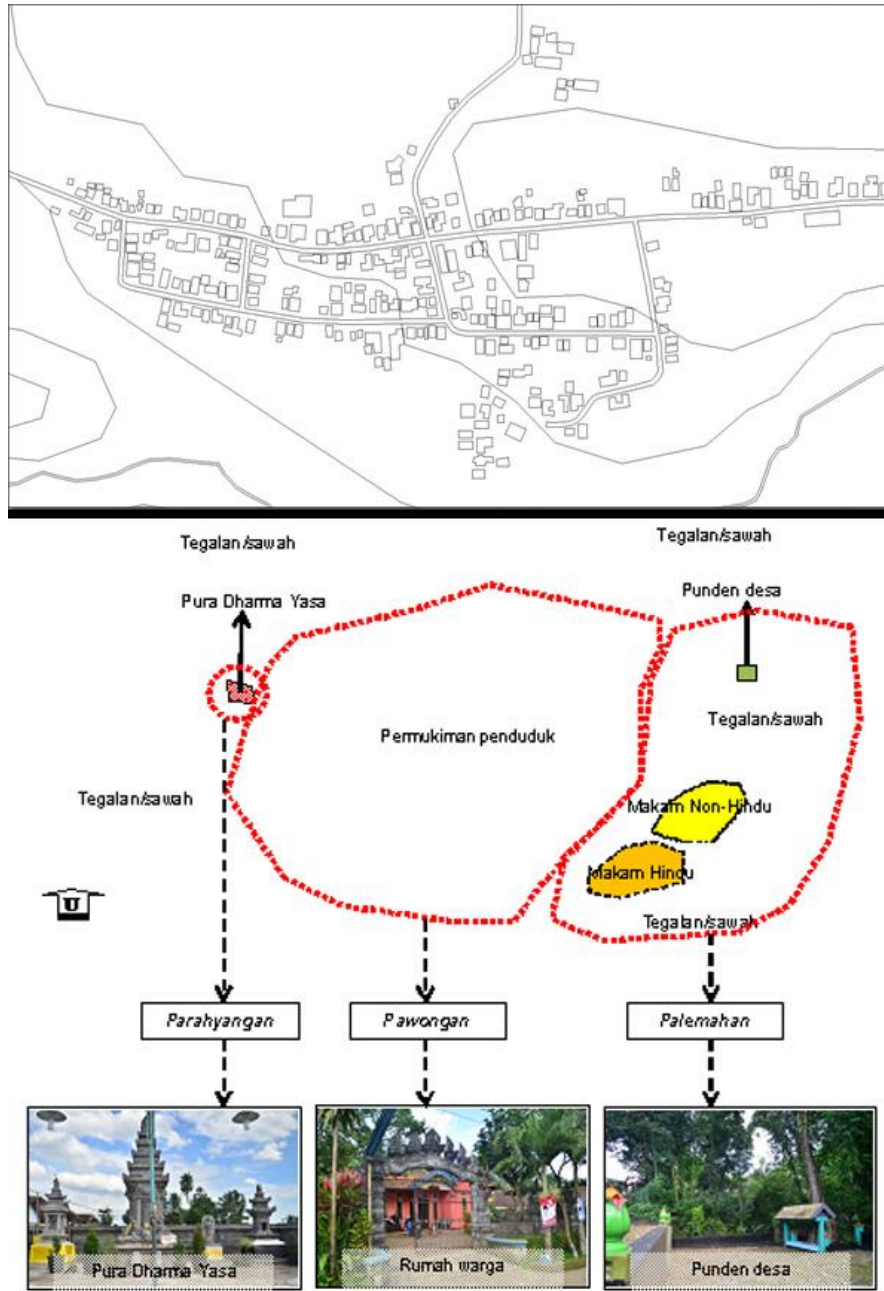 Tegalan/sawah
Tegalan/sawah
Pura Dharma Yasa
Punden desa
Permukiman penduduk
Tegalan/sawah
Tegalan/sawah
Makam Non-Hindu
Makam Hindu
U
Tegalan/sawah
Parahyangan
Pawongan
Palemahan
Pura Dharma Yasa
Rumah warga
Punden desa